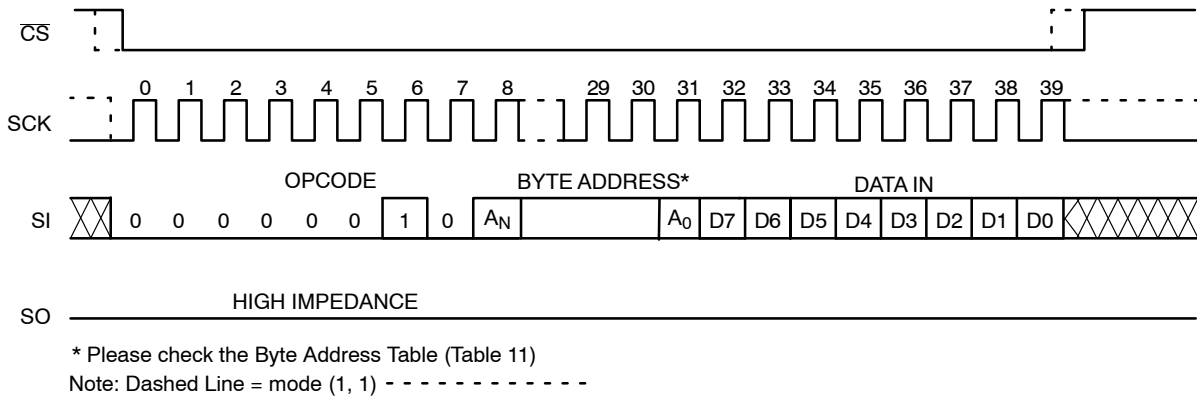 CS
0 1 2 3 4 5 6 7 8 29 30 31 32 33 34 35 36 37 38 39
SCK
OPCODE BYTE ADDRESS* DATA IN
SI 0 0 0 0 0 0 1 0 AN A0 D7 D6 D5 D4 D3 D2 D1 D0
HIGH IMPEDANCE
SO
* Please check the Byte Address Table (Table 11)
Note: Dashed Line = mode (1, 1)